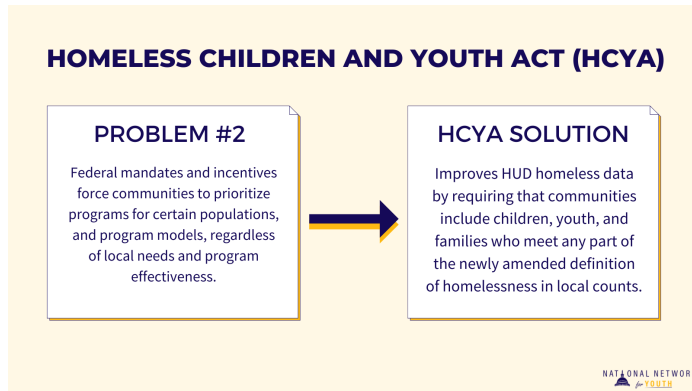 HOMELESS CHILDREN AND YOUTH ACT (HCYA)
PROBLEM #2
Federal mandates and incentives
force communities to prioritize
programs for certain populations,
and program models, regardless
of local needs and program
effectiveness.
HCYA SOLUTION
Improves HUD homeless data
by requiring that communities
include children, youth, and
families who meet any part of
the newly amended definition
of homelessness in local counts.
NATIONAL NETWOR
for YOUTH